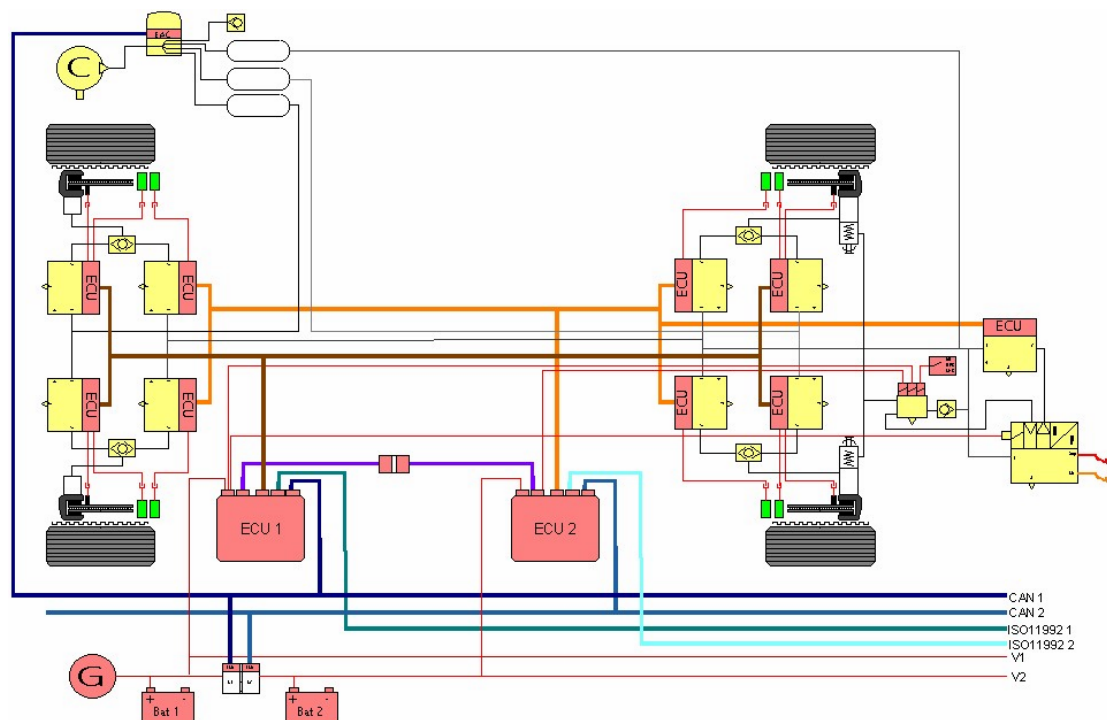 EAC
C
ECU
ECU
ECU
ECU
ECU
ECU
ECU
ECU
ECU
ECU 1
ECU 2
CAN 1
CAN 2
ISO11992 1
ISO11992 2
V1
V2
G
+ -
Bat 1
+ -
Bat 2